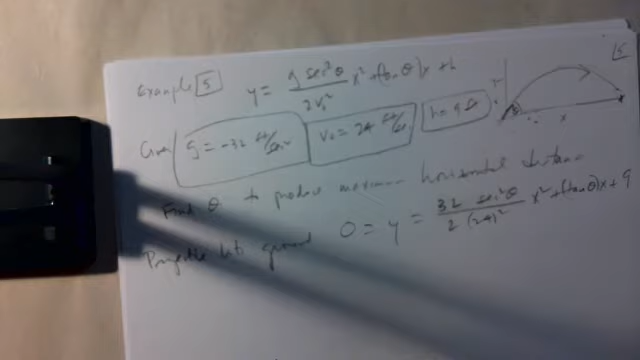 5
Example 5 y = g sec²θ / 2v₀² x² + (tan θ)x + h
Given g = -32 ft/sec² V₀ = 24 ft/sec h = 9 ft
x
Find θ to produce maximum horizontal distance
Projectile hits ground 0 = y = 32 sec²θ / 2 (24)² x² + (tan θ)x + 9